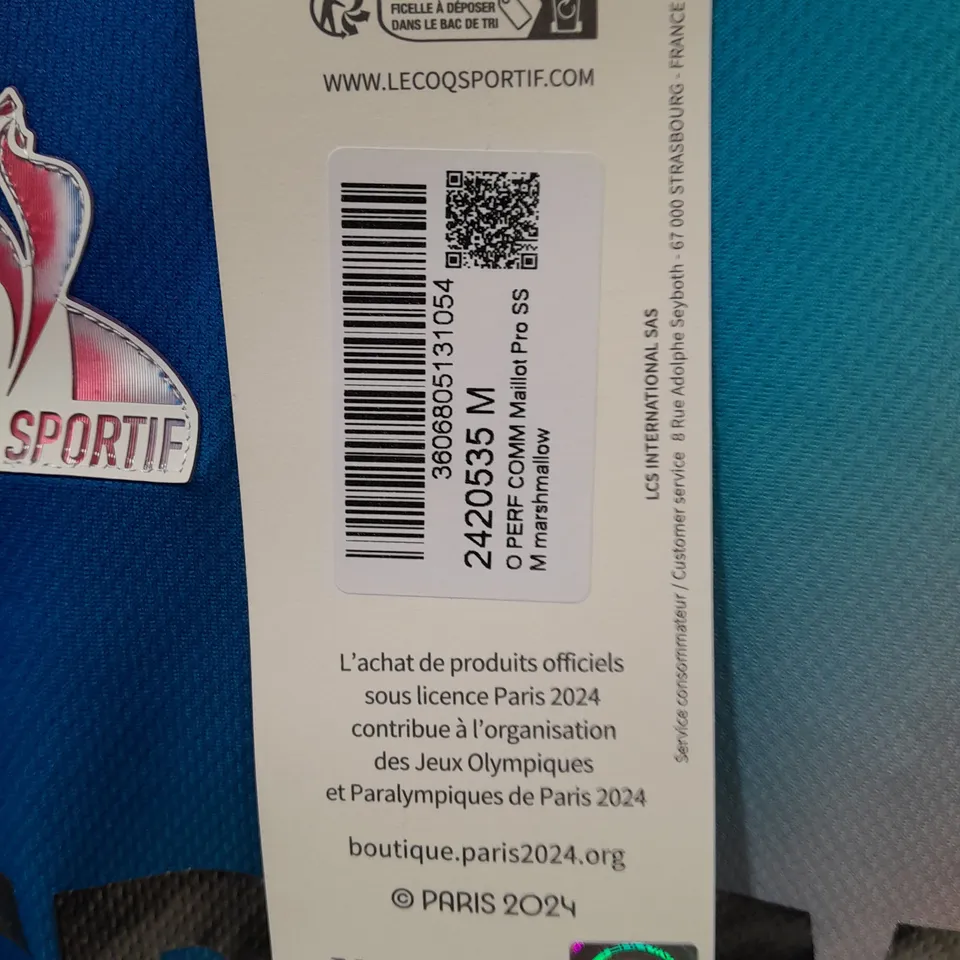 FICELLE À DÉPOSER
DANS LE BAC DE TRI
WWW.LECOQSPORTIF.COM
3606805131054
2420535 M
O PERF COMM Maillot Pro SS
M marshmallow
LCS INTERNATIONAL SAS
Service consommateur / Customer service 8 Rue Adolphe Seyboth - 67 000 STRASBOURG - FRANCE
SPORTIF
L'achat de produits officiels
sous licence Paris 2024
contribue à l'organisation
des Jeux Olympiques
et Paralympiques de Paris 2024
boutique.paris2024.org
© PARIS 2024